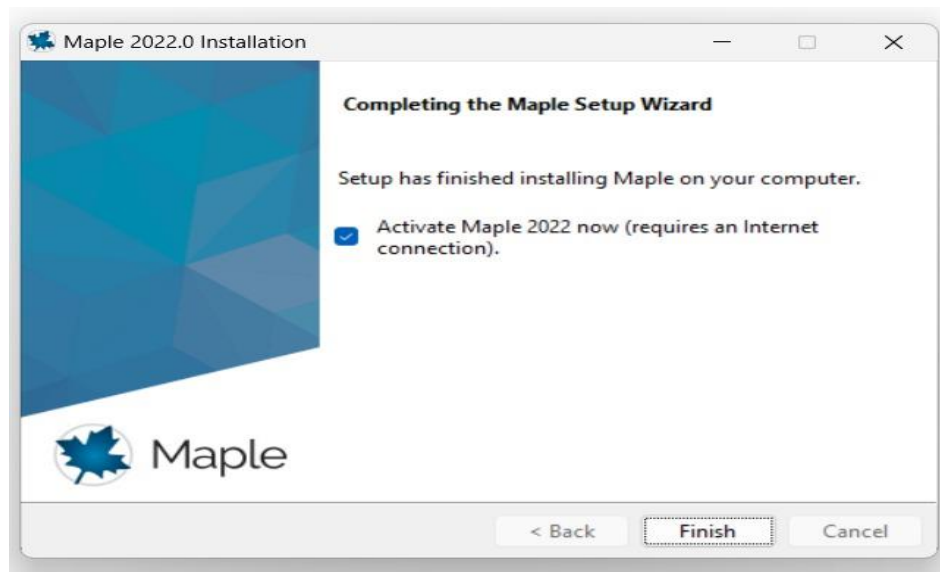 Maple 2022.0 Installation
Completing the Maple Setup Wizard
Setup has finished installing Maple on your computer.
Activate Maple 2022 now (requires an Internet
connection).
Maple
< Back
Finish
Cancel